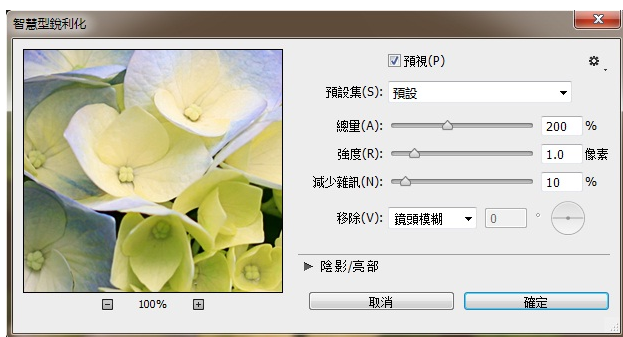 智慧型銳利化
預視(P)
預設集(S): 預設
總量(A): 200 %
強度(R): 1.0 像素
減少雜訊(N): 10 %
移除(V): 鏡頭模糊 0 °
陰影/亮部
100%
取消 確定